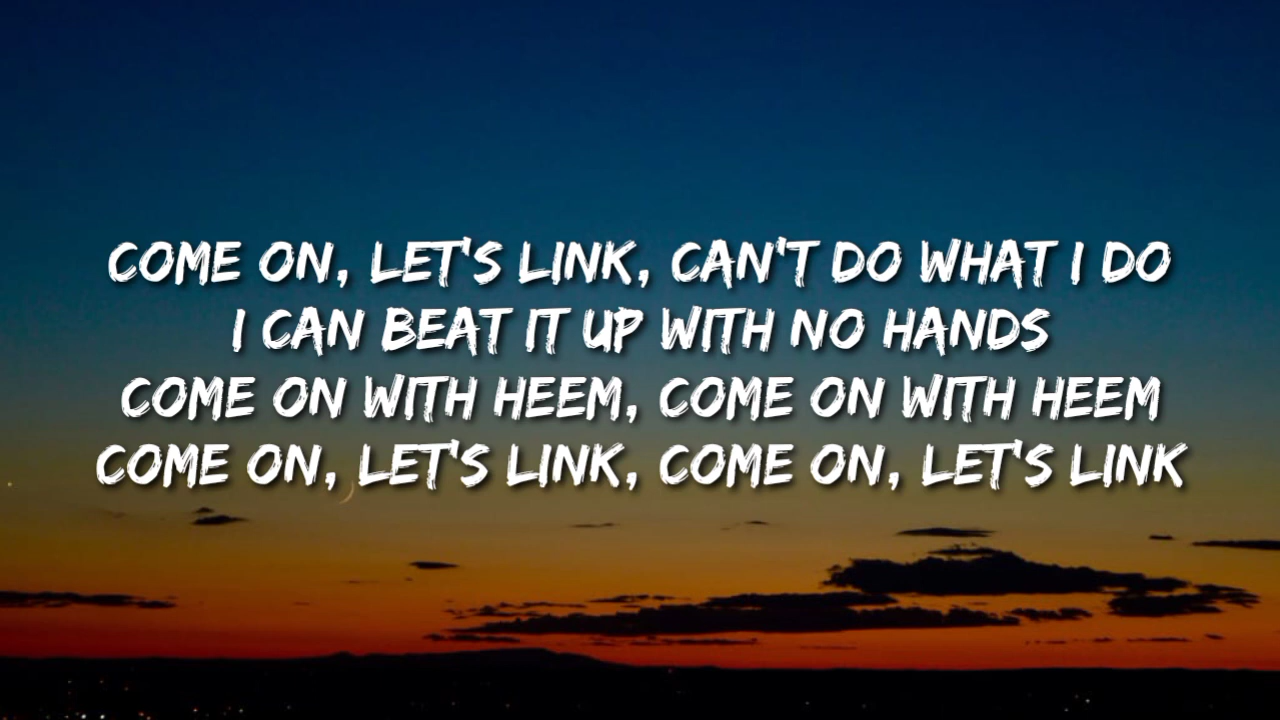 COME ON, LET'S LINK, CAN'T DO WHAT I DO
I CAN BEAT IT UP WITH NO HANDS
COME ON WITH HEEM, COME ON WITH HEEM
COME ON, LET'S LINK, COME ON, LET'S LINK